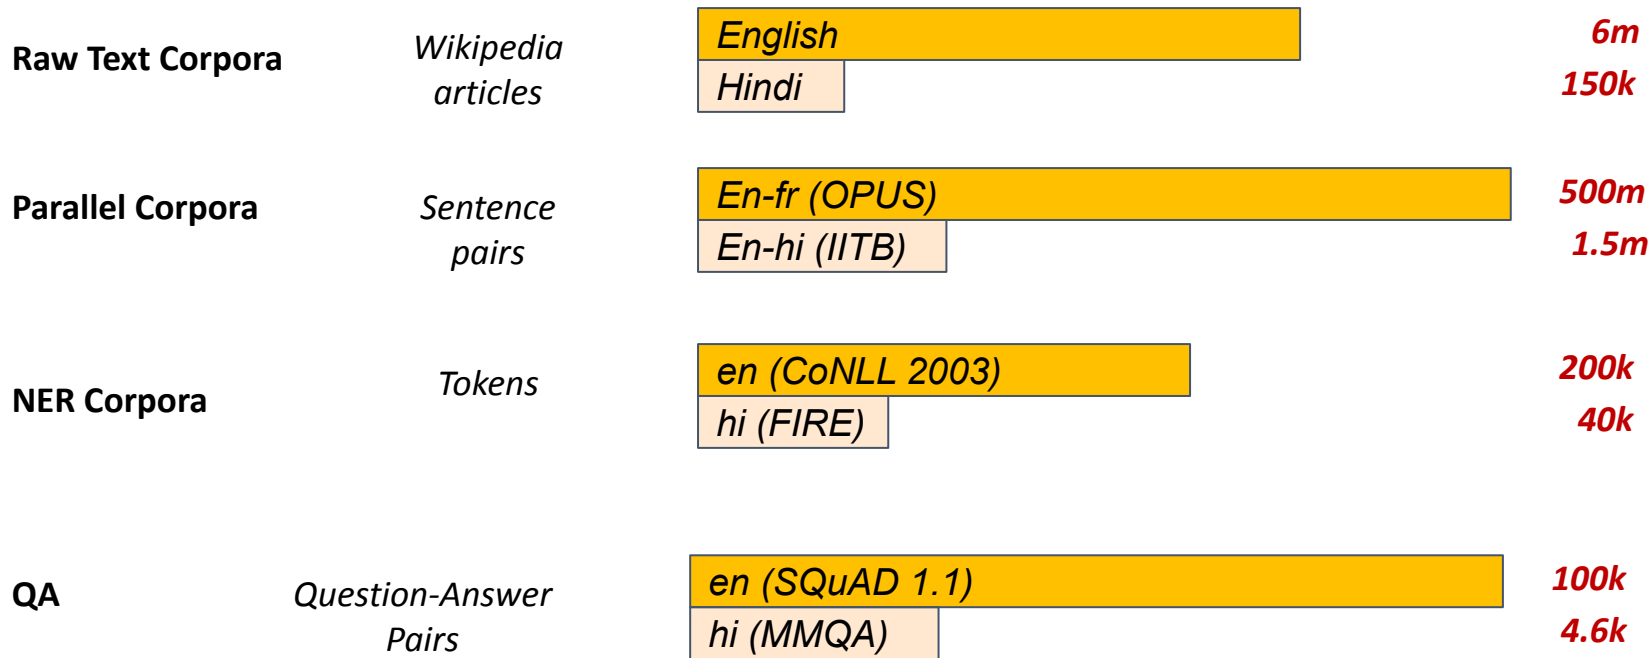 Raw Text Corpora
Wikipedia
articles
English
6m
Hindi
150k
Parallel Corpora
Sentence
pairs
En-fr (OPUS)
500m
En-hi (IITB)
1.5m
NER Corpora
Tokens
en (CoNLL 2003)
200k
hi (FIRE)
40k
QA
Question-Answer
Pairs
en (SQuAD 1.1)
100k
hi (MMQA)
4.6k